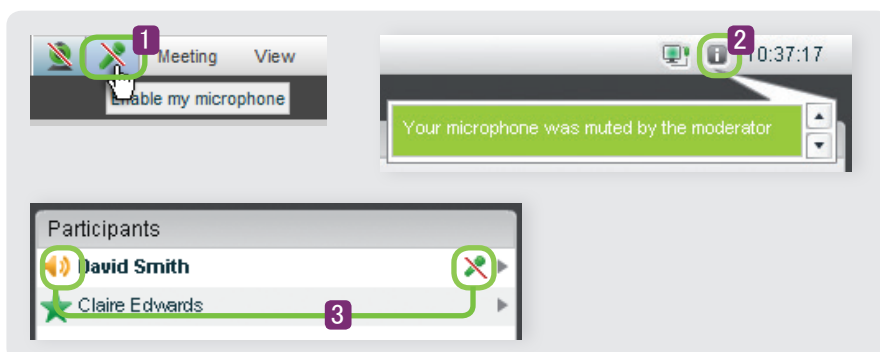 1
Meeting View
Enable my microphone
2
10:37:17
Your microphone was muted by the moderator
Participants
David Smith
Claire Edwards
3